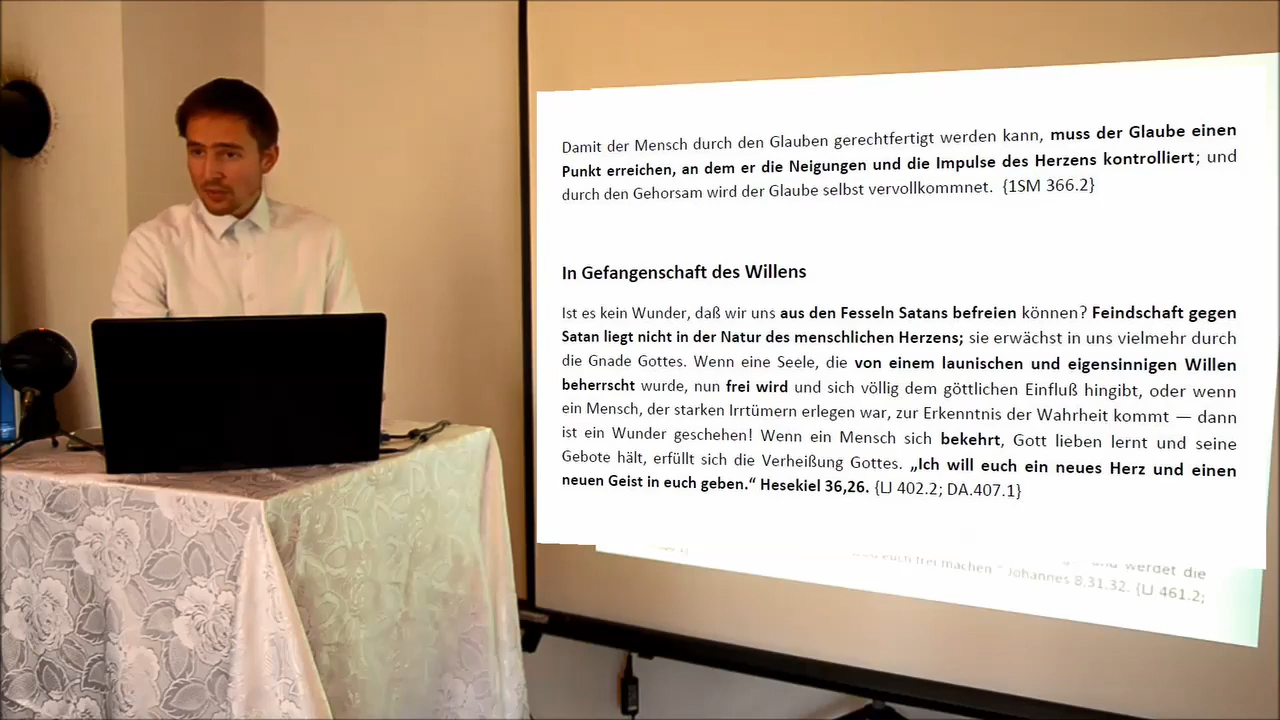 Damit der Mensch durch den Glauben gerechtfertigt werden kann, muss der Glaube einen
Punkt erreichen, an dem er die Neigungen und die Impulse des Herzens kontrolliert; und
durch den Gehorsam wird der Glaube selbst vervollkommnet. {1SM 366.2}
In Gefangenschaft des Willens
Ist es kein Wunder, daß wir uns aus den Fesseln Satans befreien können? Feindschaft gegen
Satan liegt nicht in der Natur des menschlichen Herzens; sie erwächst in uns vielmehr durch
die Gnade Gottes. Wenn eine Seele, die von einem launischen und eigensinnigen Willen
beherrscht wurde, nun frei wird und sich völlig dem göttlichen Einfluß hingibt, oder wenn
ein Mensch, der starken Irrtümern erlegen war, zur Erkenntnis der Wahrheit kommt — dann
ist ein Wunder geschehen! Wenn ein Mensch sich bekehrt, Gott lieben lernt und seine
Gebote hält, erfüllt sich die Verheißung Gottes. „Ich will euch ein neues Herz und einen
neuen Geist in euch geben.“ Hesekiel 36,26. {LJ 402.2; DA.407.1}
und werdet die
euch frei machen Johannes 8,31.32. {LJ 461.2;